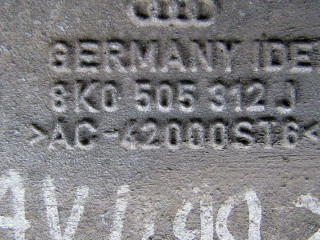 GERMANY IDE
8K0 505 312 J
>AC-42000ST6<